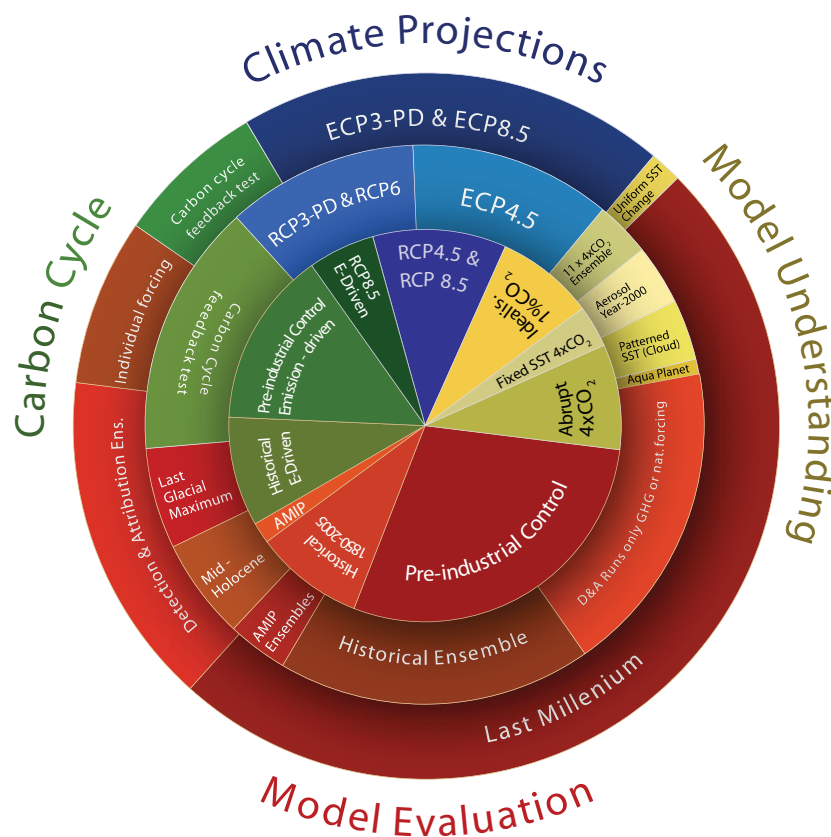 Climate Projections
Model Understanding
Model Evaluation
Carbon Cycle
ECP3-PD & ECP8.5
Uniform SST
Change
Last Millenium
Detection & Attribution Ens.
Individual forcing
Carbon cycle
feedback test
RCP3-PD & RCP6
ECP4.5
11 x 4xCO2
Ensemble
Aerosol
Year-2000
Patterned
SST (Cloud)
Aqua Planet
D&A Runs only GHG or nat.forcing
Historical Ensemble
AMIP
Ensembles
Mid -
Holocene
Last
Glacial
Maximum
Carbon Cycle
feeedback test
RCP4.5 &
RCP 8.5
Idealis.
1%CO2
Fixed SST 4xCO2
Abrupt
4xCO2
Pre-industrial Control
Historical
1850-2005
AMIP
Historical
E-Driven
Pre-industrial Control
Emission - driven
RCP8.5
E-Driven